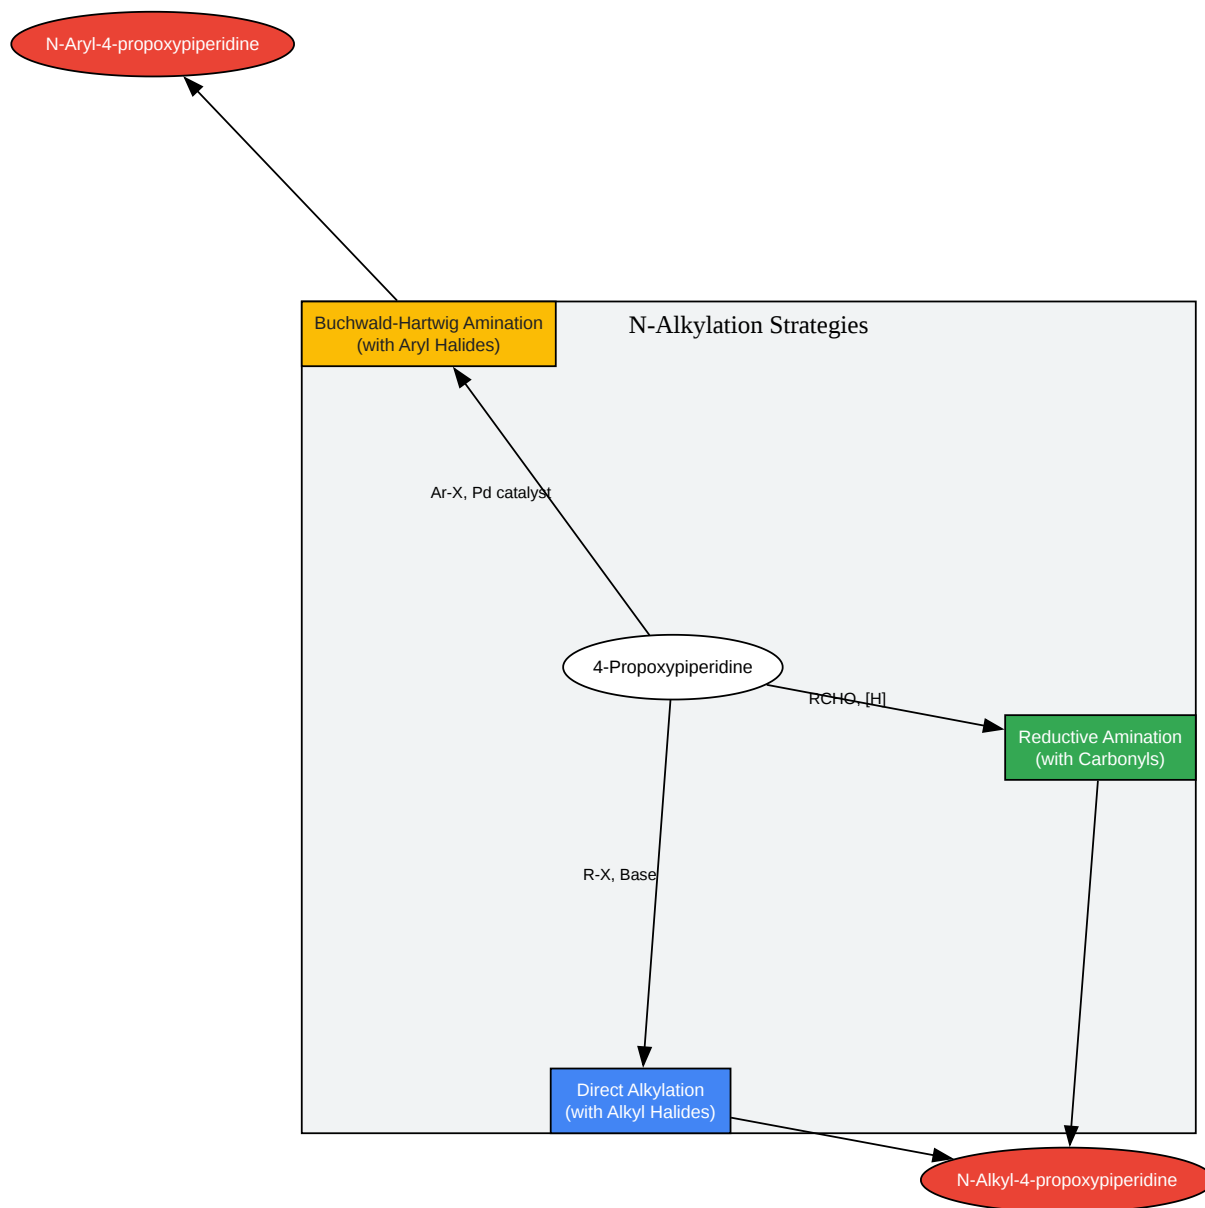 N-Aryl-4-propoxypiperidine
Buchwald-Hartwig Amination
(with Aryl Halides)
N-Alkylation Strategies
Ar-X, Pd catalyst
4-Propoxypiperidine
RCHO, [H]
Reductive Amination
(with Carbonyls)
R-X, Base
Direct Alkylation
(with Alkyl Halides)
N-Alkyl-4-propoxypiperidine